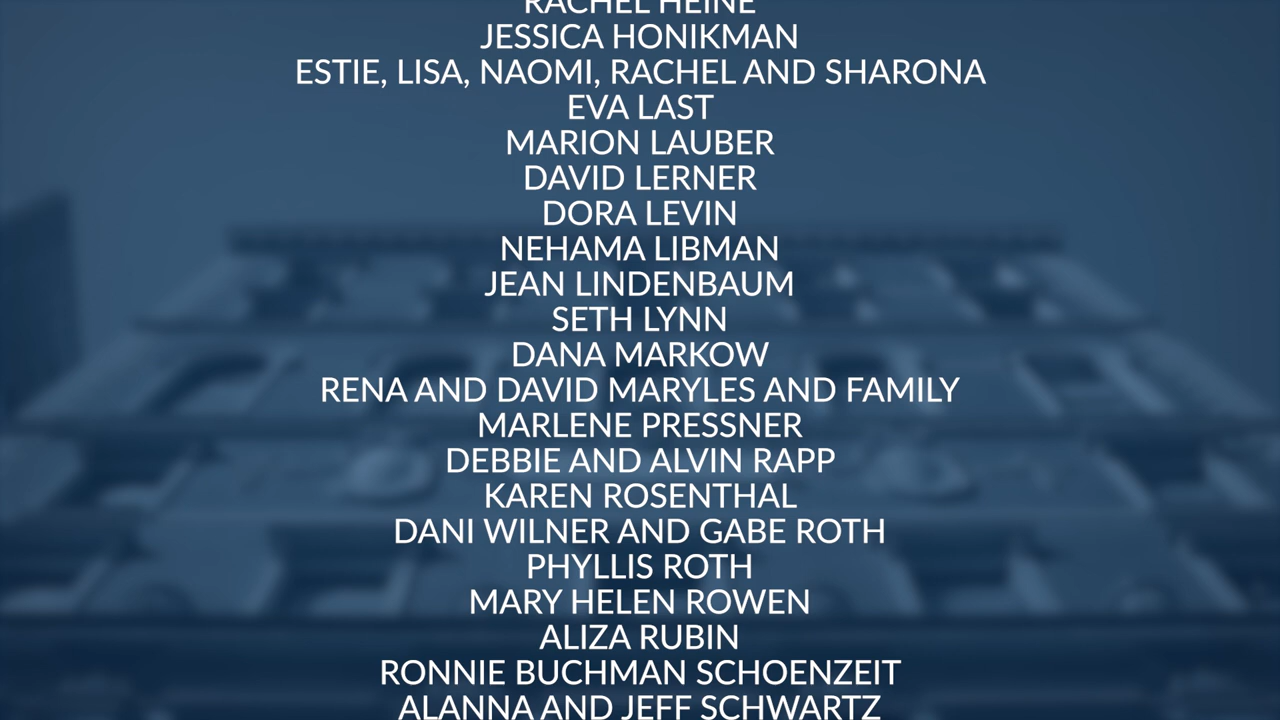 RACHEL HEINE
JESSICA HONIKMAN
ESTIE, LISA, NAOMI, RACHEL AND SHARONA
EVA LAST
MARION LAUBER
DAVID LERNER
DORA LEVIN
NEHAMA LIBMAN
JEAN LINDENBAUM
SETH LYNN
DANA MARKOW
RENA AND DAVID MARYLES AND FAMILY
MARLENE PRESSNER
DEBBIE AND ALVIN RAPP
KAREN ROSENTHAL
DANI WILNER AND GABE ROTH
PHYLLIS ROTH
MARY HELEN ROWEN
ALIZA RUBIN
RONNIE BUCHMAN SCHOENZEIT
ALANNA AND JEFF SCHWARTZ